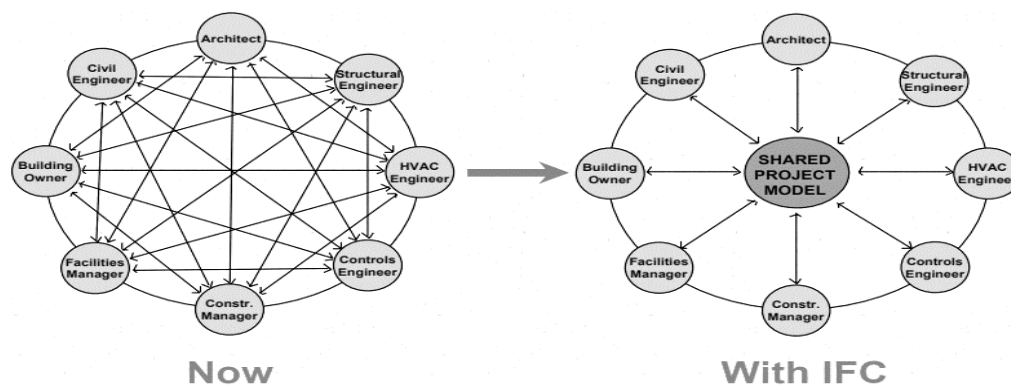 Architect
Civil
Engineer
Structural
Engineer
Building
Owner
HVAC
Engineer
Facilities
Manager
Controls
Engineer
Constr.
Manager
Now
Architect
Civil
Engineer
Structural
Engineer
Building
Owner
SHARED
PROJECT
MODEL
HVAC
Engineer
Facilities
Manager
Controls
Engineer
Constr.
Manager
With IFC